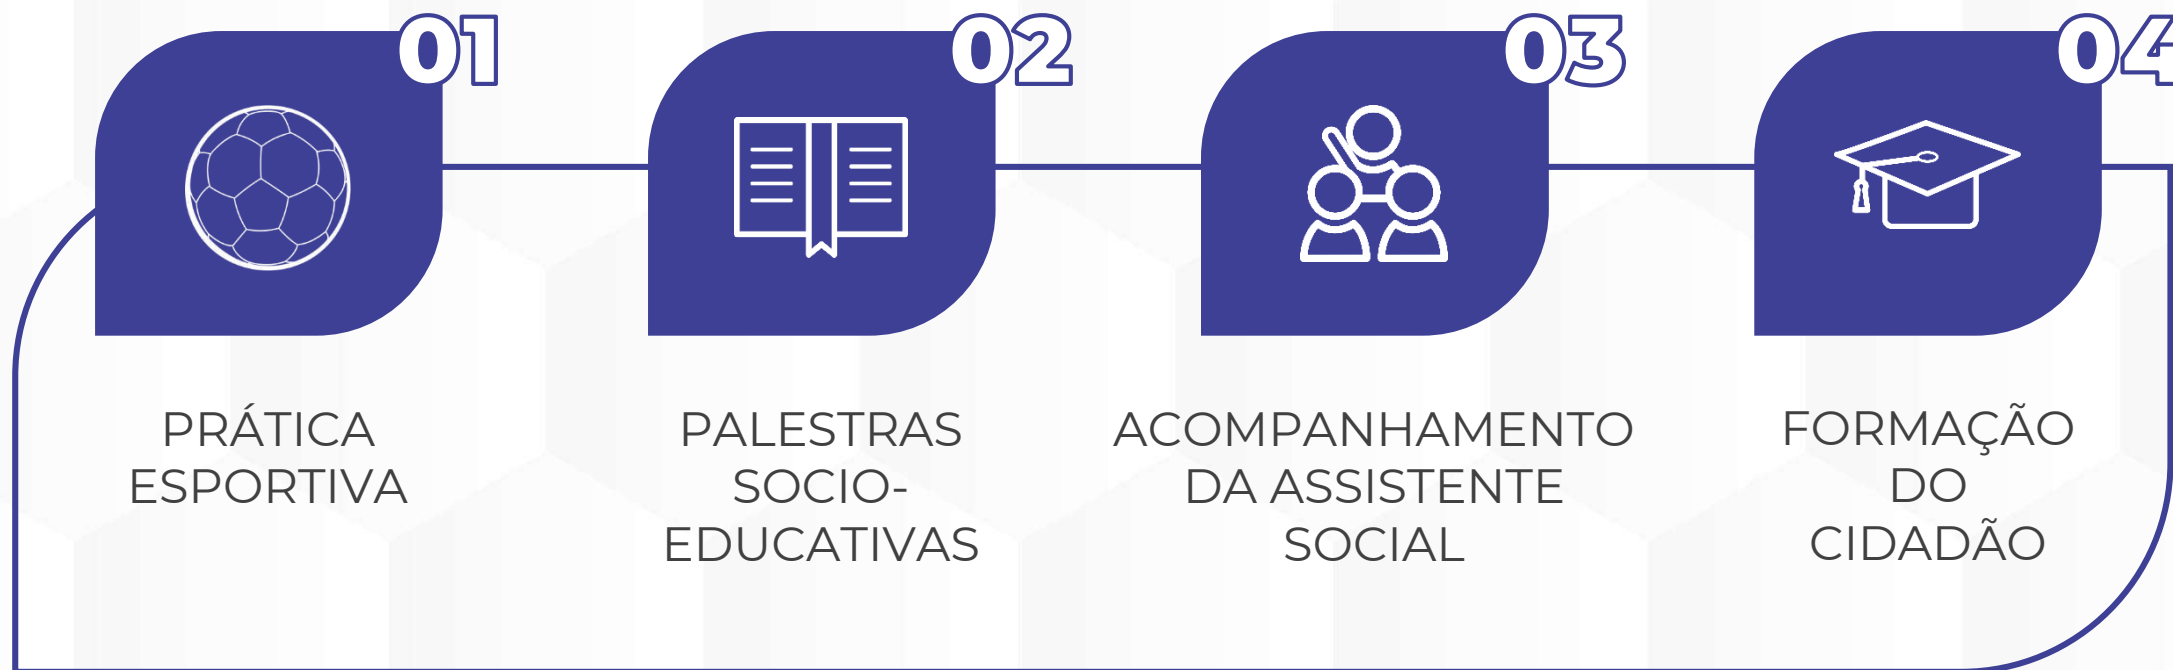 01
02
03
04
PRÁTICA
ESPORTIVA
PALESTRAS
SOCIO-
EDUCATIVAS
ACOMPANHAMENTO
DA ASSISTENTE
SOCIAL
FORMAÇÃO
DO
CIDADÃO